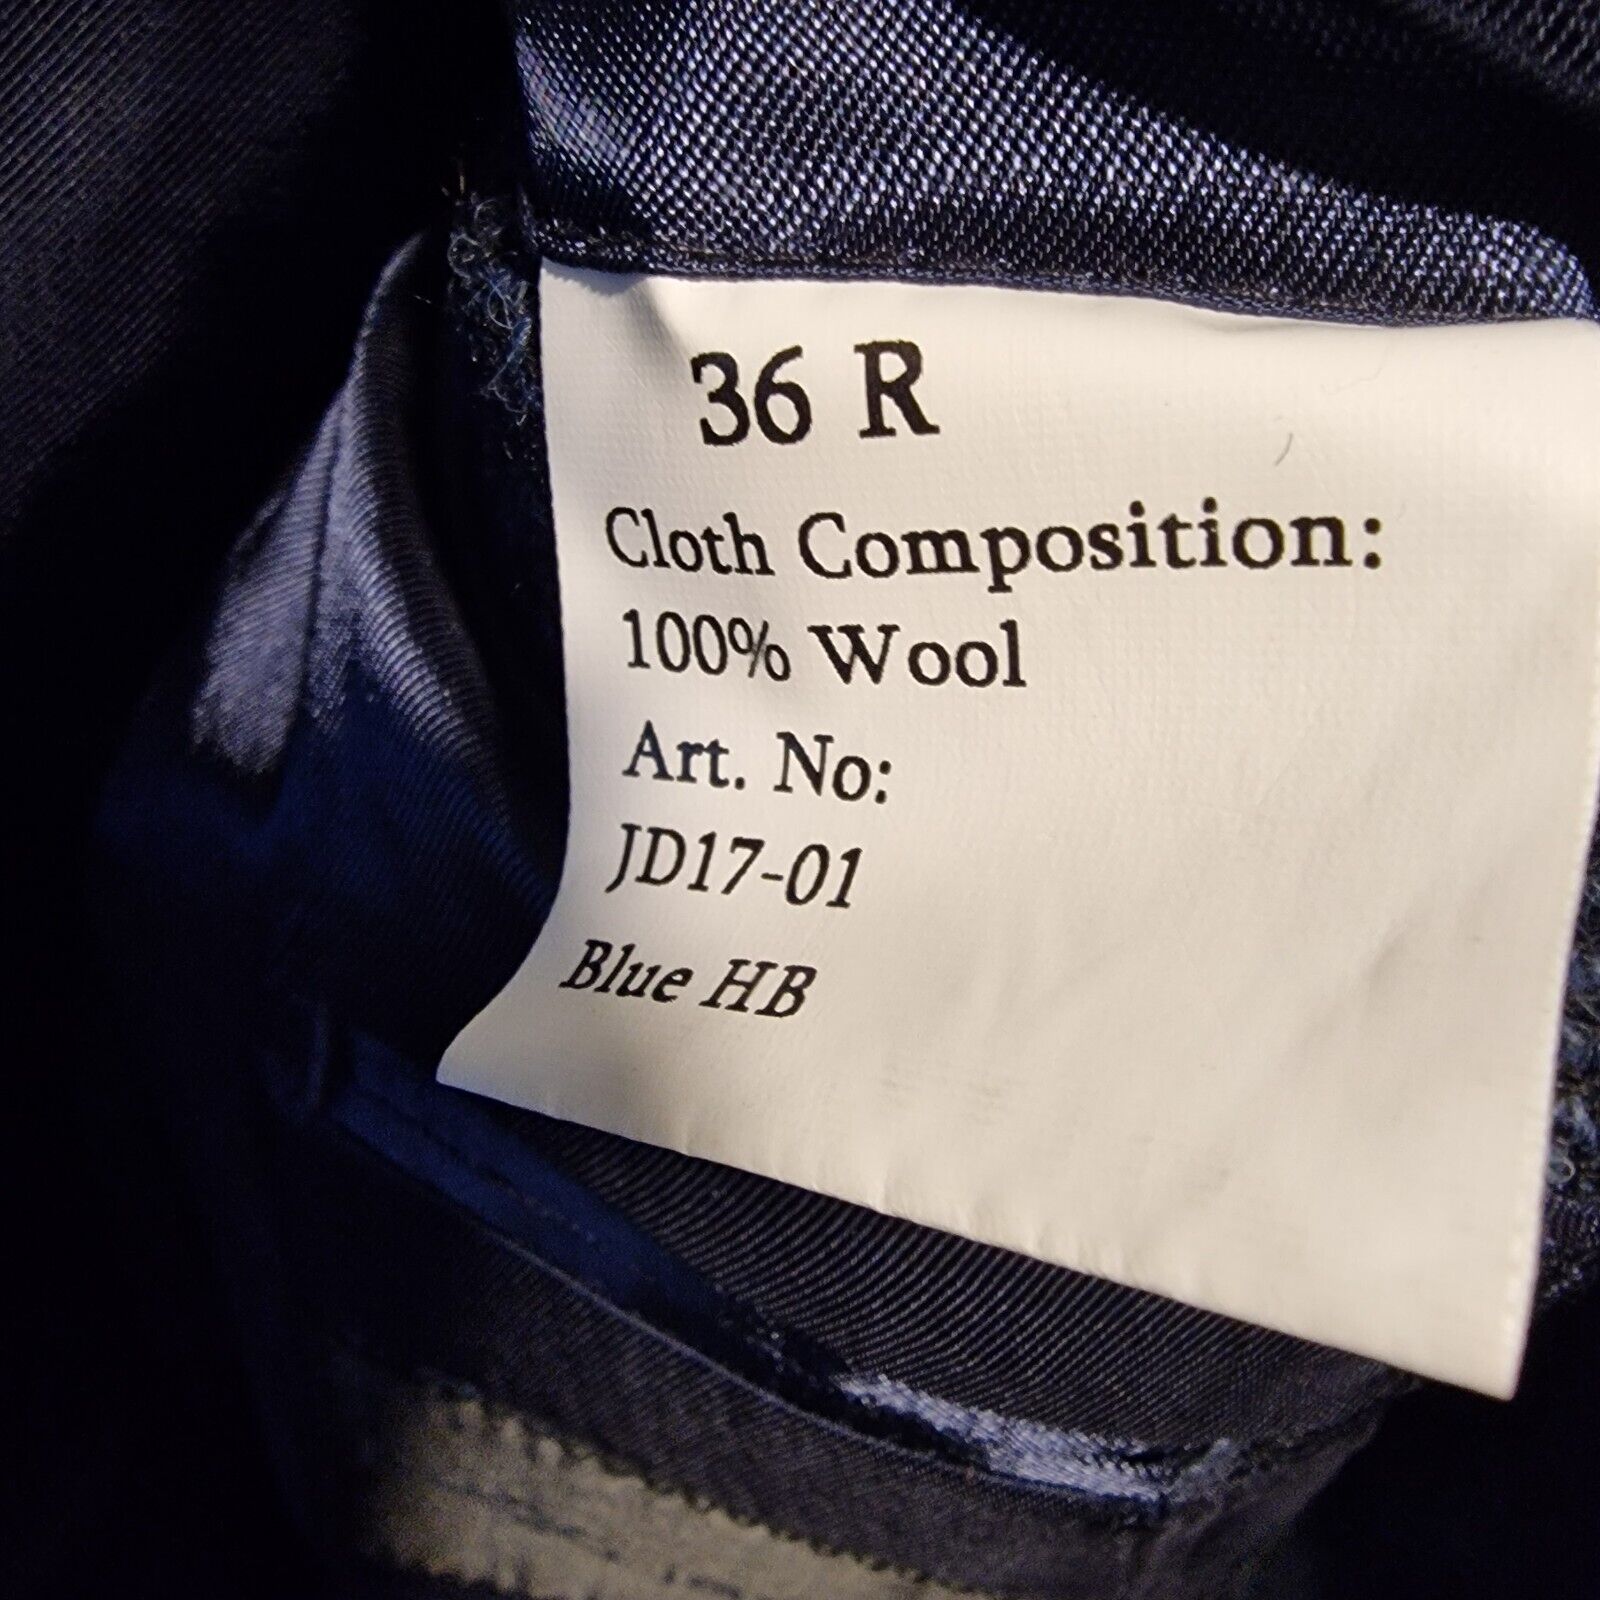 36 R
Cloth Composition:
100% Wool
Art. No:
JD17-01
Blue HB